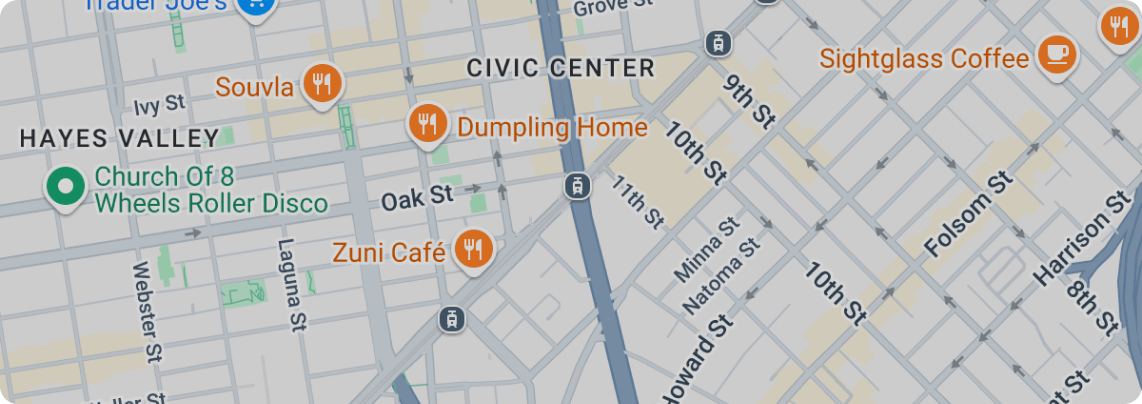 Trader Joe's
Grove St
CIVIC CENTER
Sightglass Coffee
Souvla
Ivy St
9th St
HAYES VALLEY
Dumpling Home
10th St
Church Of 8
Wheels Roller Disco
Oak St
11th St
Folsom St
Zuni Café
Minna St
Natoma St
Harrison St
Laguna St
Webster St
10th St
8th St
Howard St